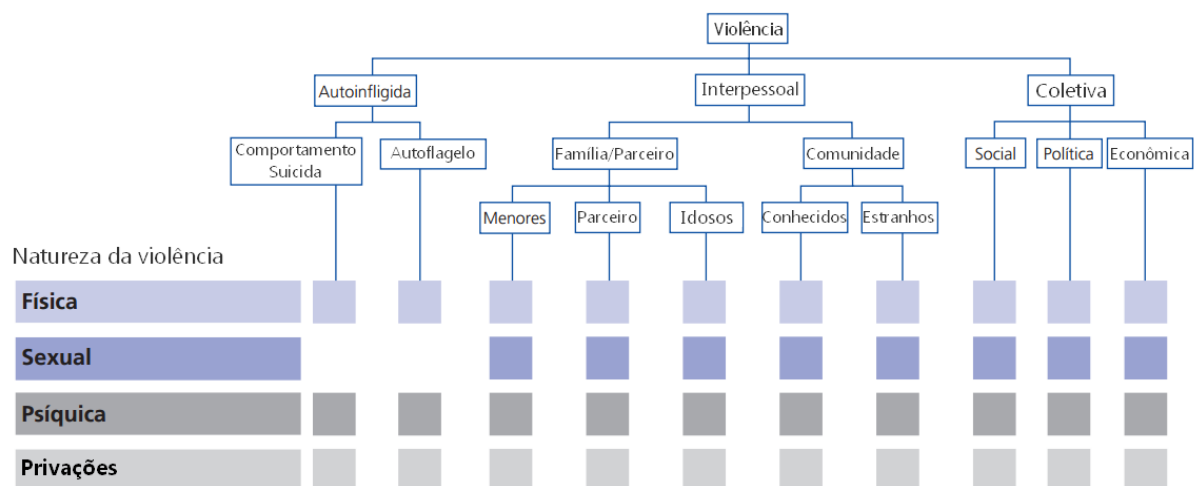 Violência
Autoinfligida
Interpessoal
Coletiva
Comportamento
Suicida
Autoflagelo
Família/Parceiro
Comunidade
Social
Política
Econômica
Menores
Parceiro
Idosos
Conhecidos
Estranhos
Natureza da violência
Física
Sexual
Psíquica
Privações